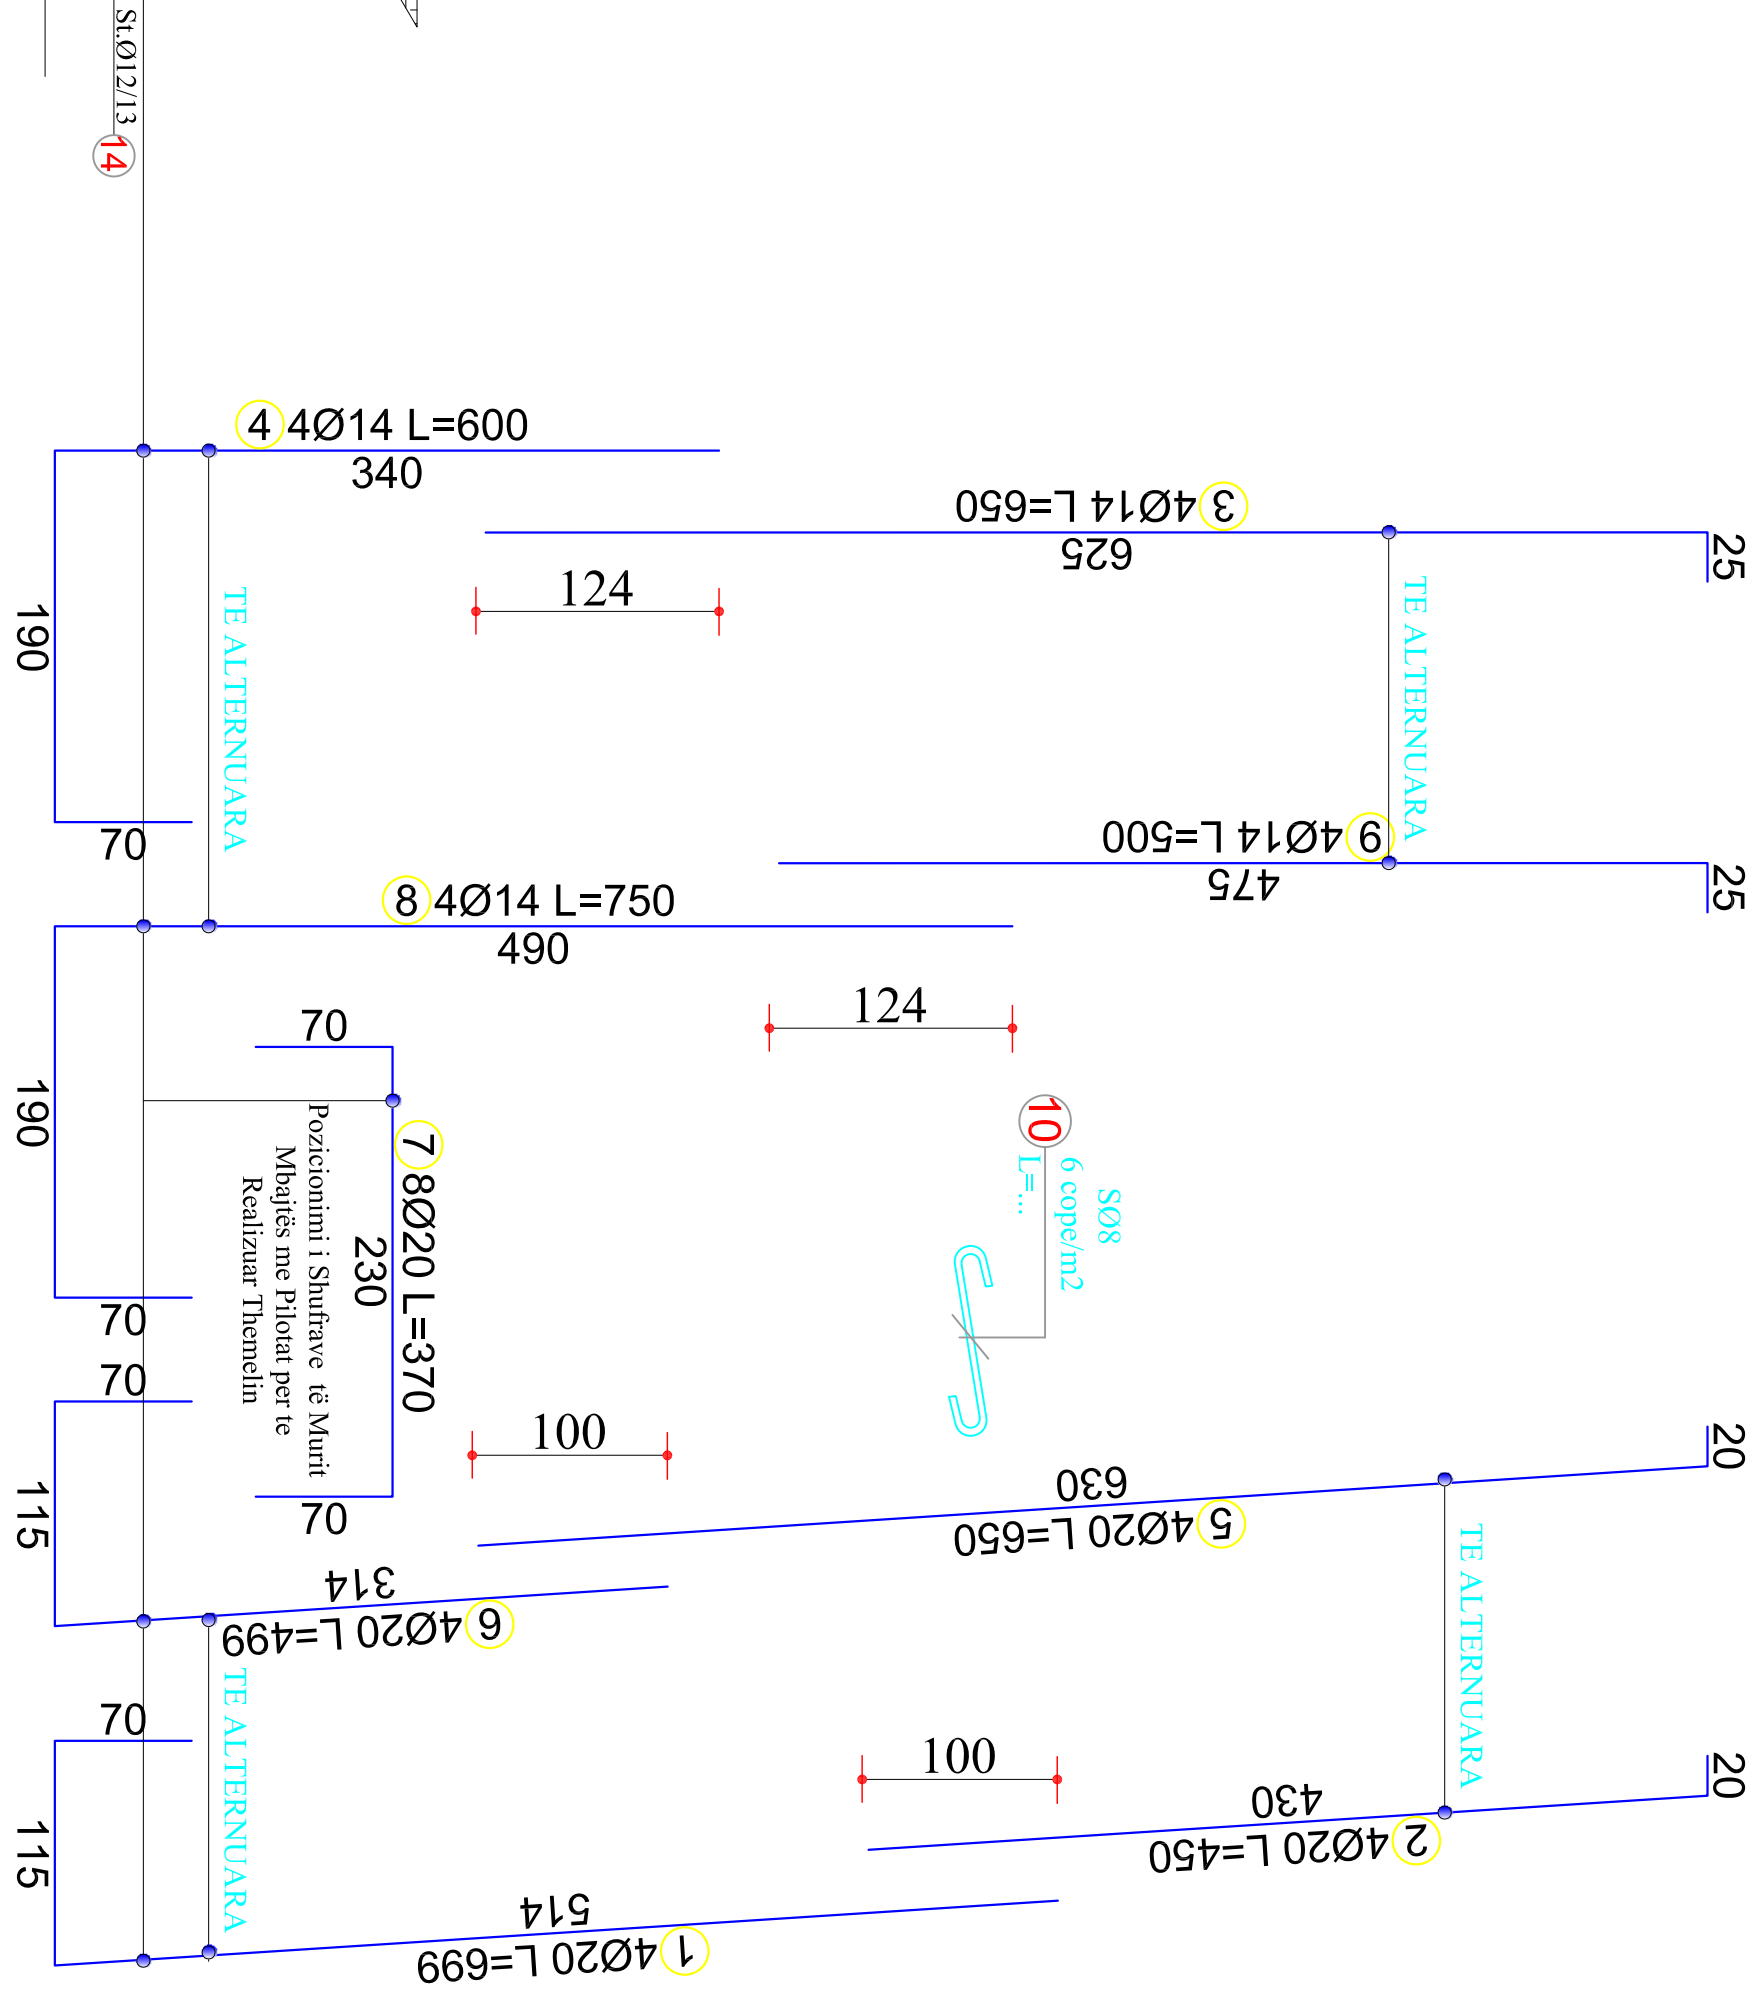 St.Ø12/13
14
4 4Ø14 L=600
340
3 4Ø14 L=650
625
25
124
190
TE ALTERNUARA
TE ALTERNUARA
70
9 4Ø14 L=500
475
25
8 4Ø14 L=750
490
124
190
70
70
7 8Ø20 L=370
230
70
Pozicionimi i Shufrave të Murit
Mbajtës me Pilotat per te
Realizuar Themelin
10
SØ8
6 cope/m2
L=...
70
115
100
630
5 4Ø20 L=650
20
314
6 4Ø20 L=499
TE ALTERNUARA
TE ALTERNUARA
70
115
100
430
2 4Ø20 L=450
20
514
1 4Ø20 L=699